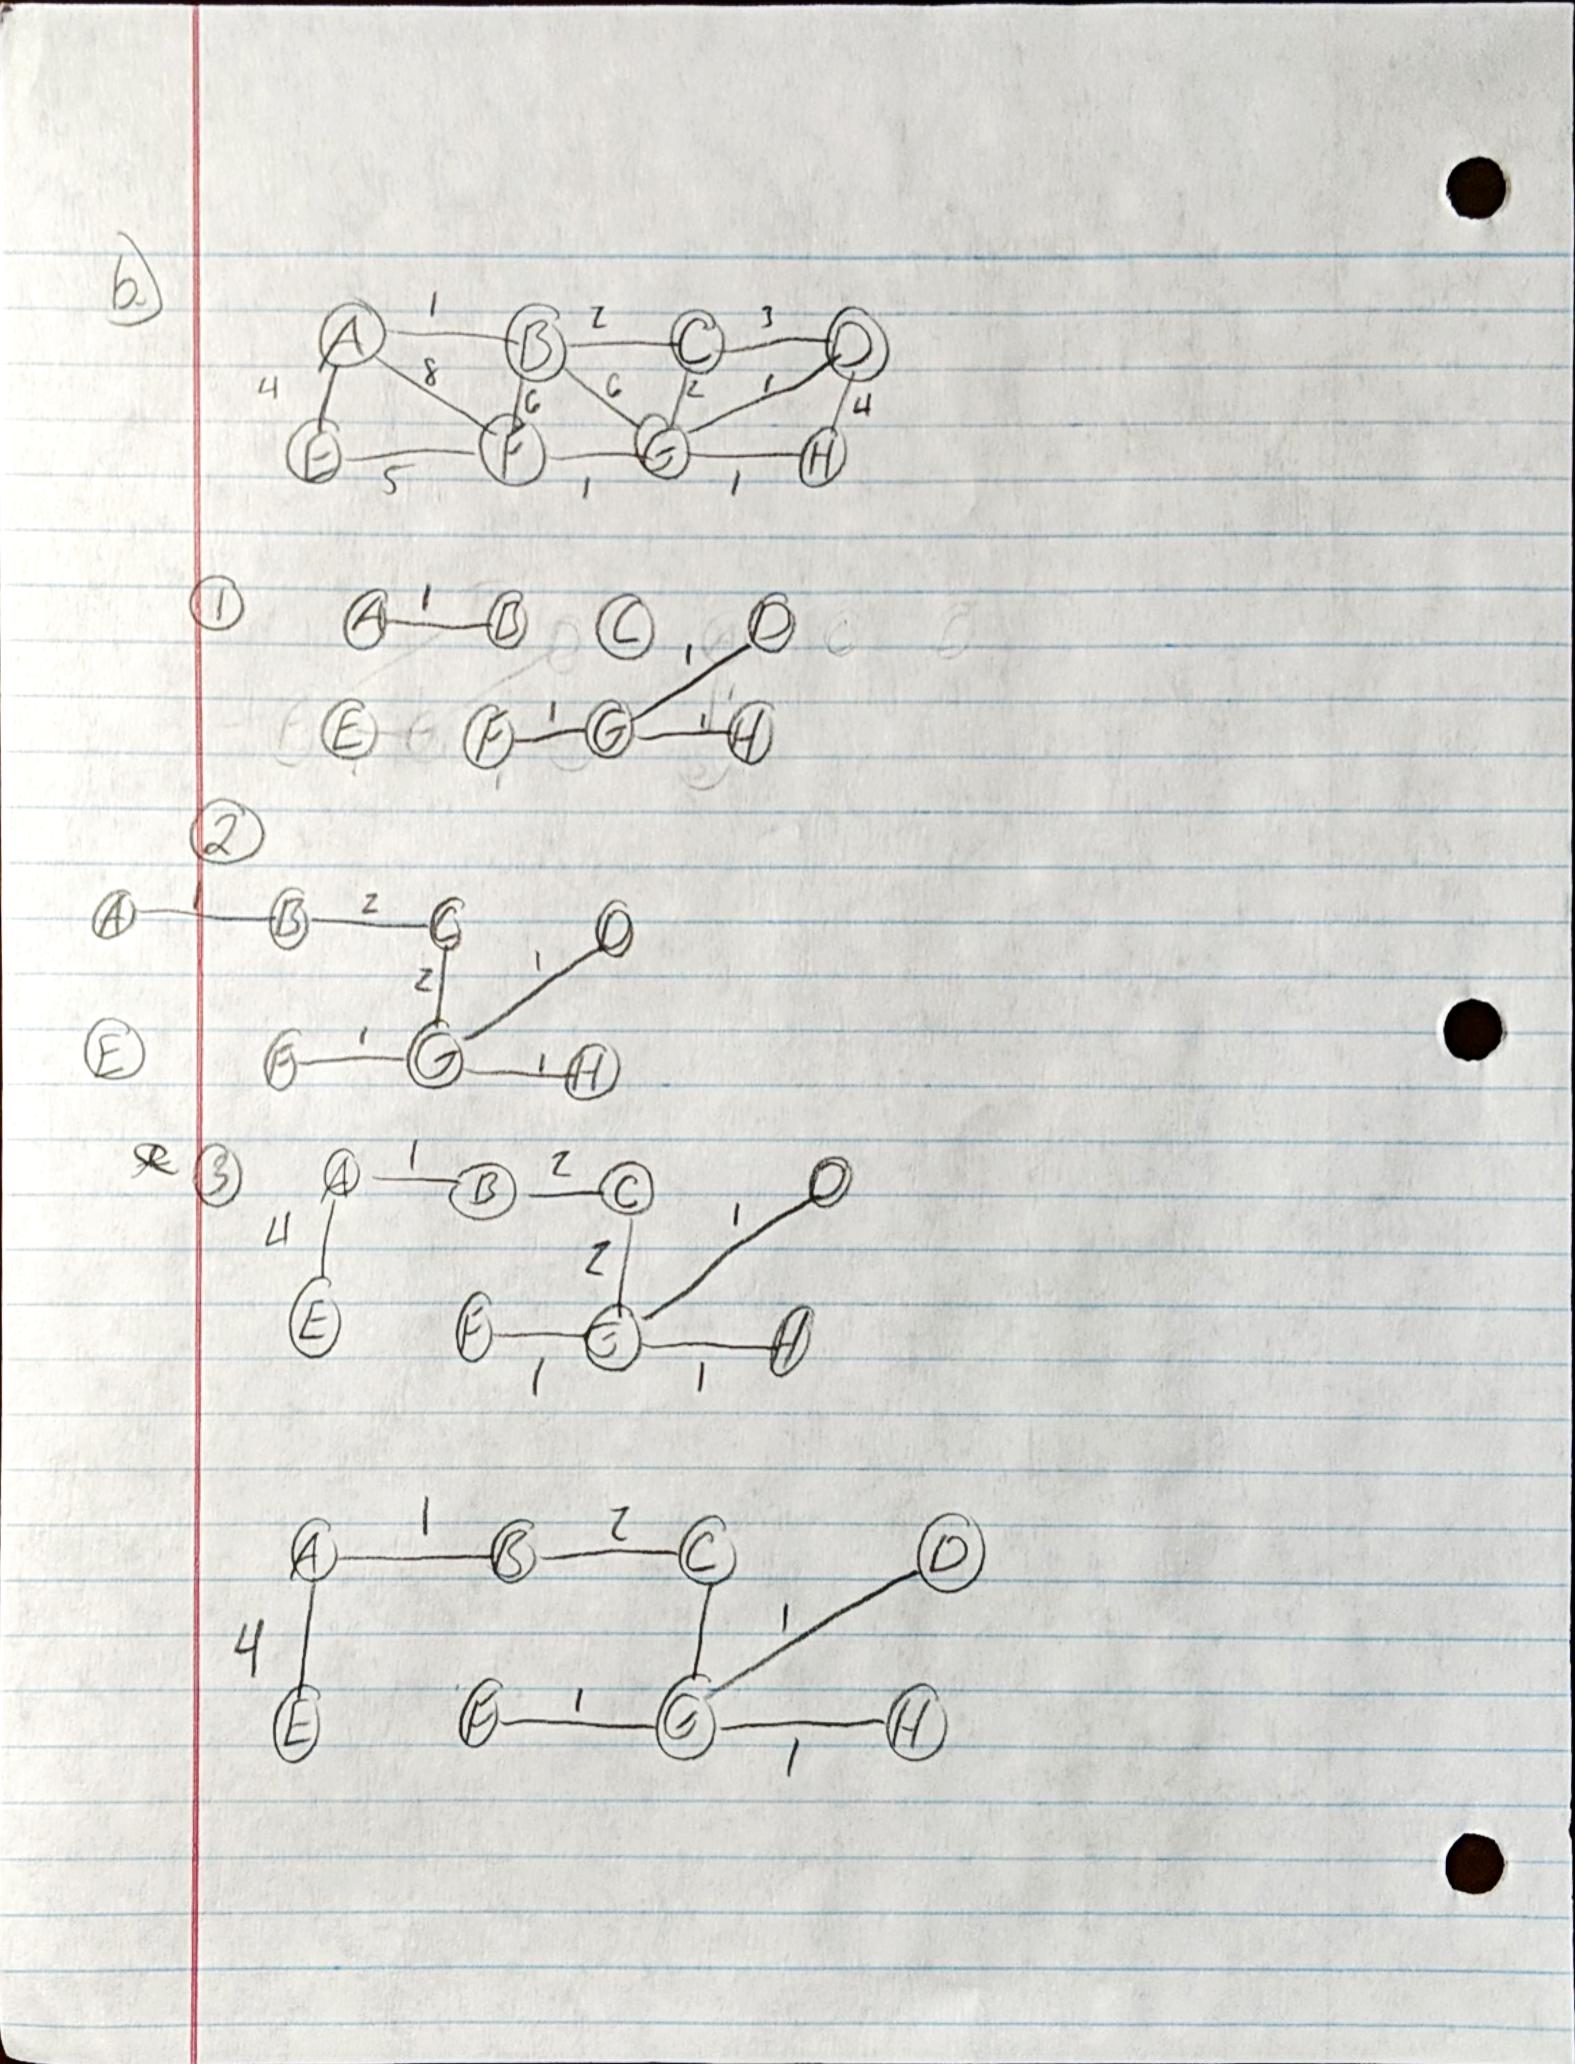 b.)
1 2 3
A B C D
4 8 6 6 2 1 4
E F G H
5 1 1
1
A 1 B C D
1
E F 1 G 1 H
2
A 1 B 2 C D
2 1
E F 1 G 1 H
* 3 A 1 B 2 C D
4 2 1
E F G H
1 1
1 2
A B C D
4 1
E F 1 G H
1